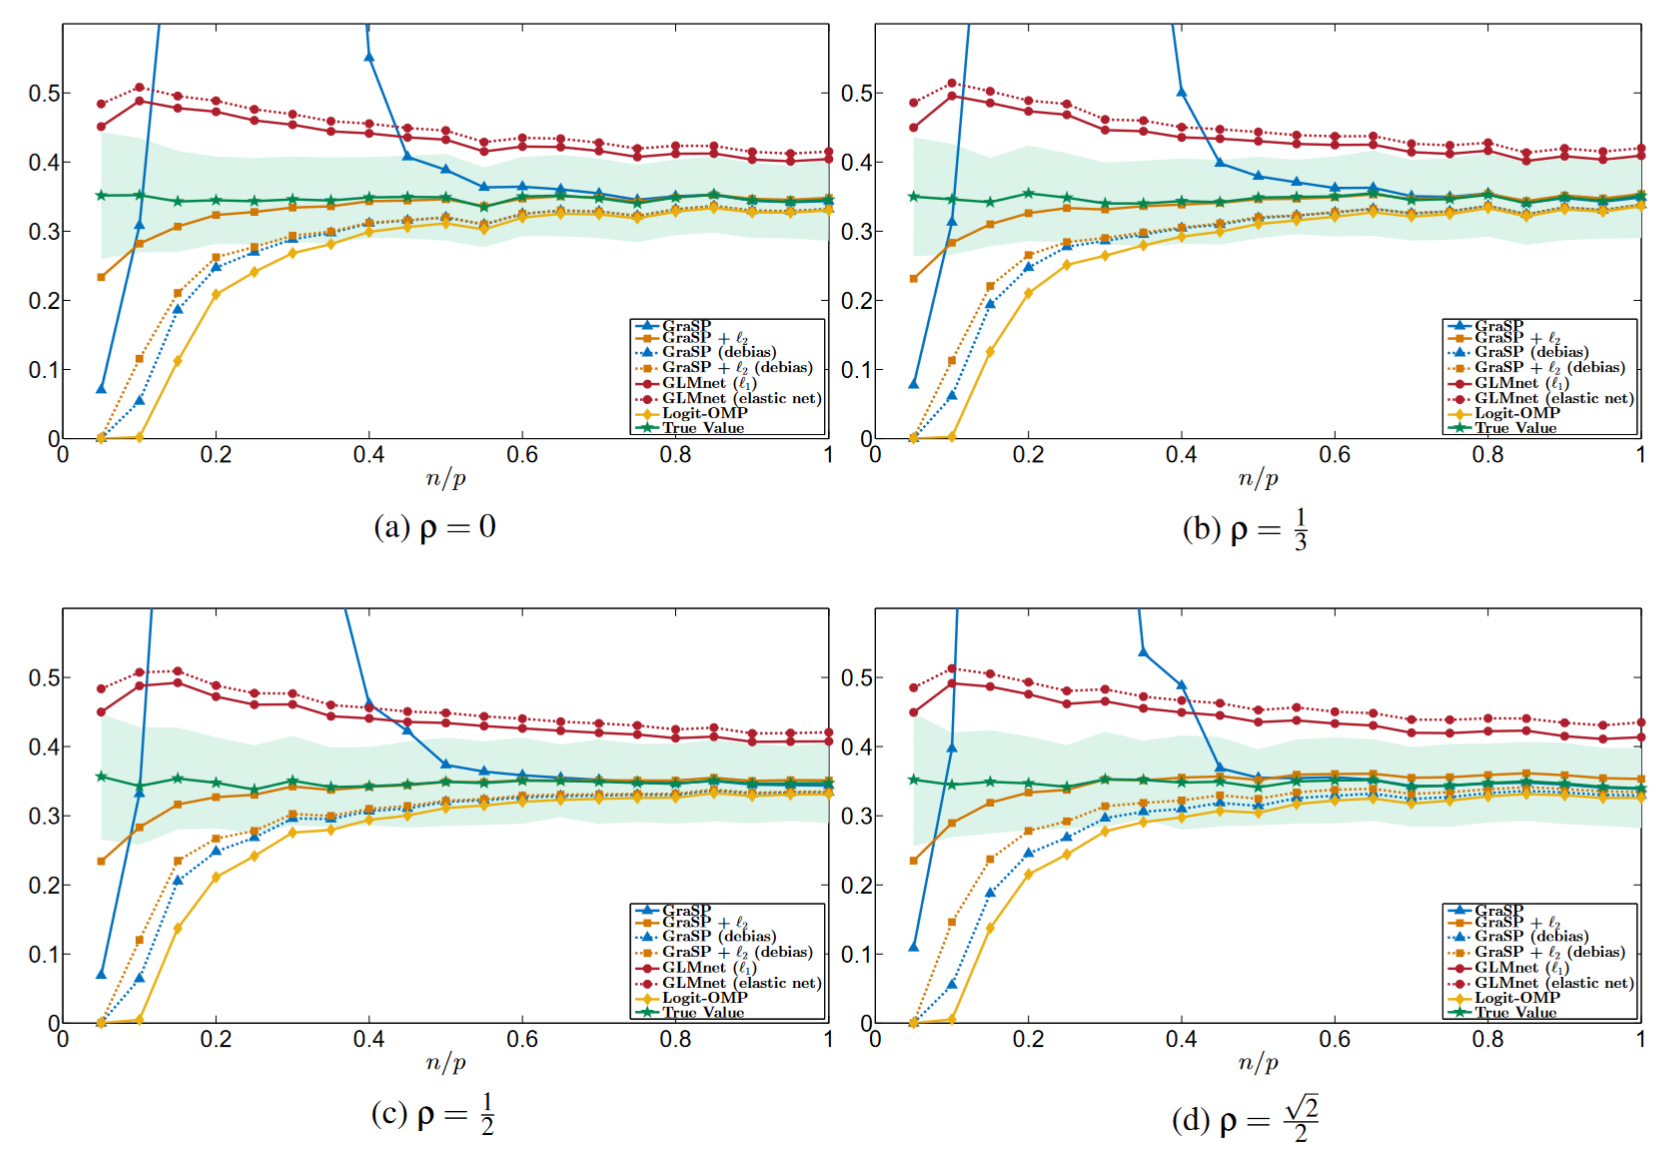 0.5
0.4
0.3
0.2
0.1
0
GraSP
GraSP + ℓ₂
GraSP (debias)
GraSP + ℓ₂ (debias)
GLMnet (ℓ₁)
GLMnet (elastic net)
Logit-OMP
True Value
0 0.2 0.4 0.6 0.8 1
n/p
(a) ρ = 0
0.5
0.4
0.3
0.2
0.1
0
GraSP
GraSP + ℓ₂
GraSP (debias)
GraSP + ℓ₂ (debias)
GLMnet (ℓ₁)
GLMnet (elastic net)
Logit-OMP
True Value
0 0.2 0.4 0.6 0.8 1
n/p
(b) ρ = 1/3
0.5
0.4
0.3
0.2
0.1
0
GraSP
GraSP + ℓ₂
GraSP (debias)
GraSP + ℓ₂ (debias)
GLMnet (ℓ₁)
GLMnet (elastic net)
Logit-OMP
True Value
0 0.2 0.4 0.6 0.8 1
n/p
(c) ρ = 1/2
0.5
0.4
0.3
0.2
0.1
0
GraSP
GraSP + ℓ₂
GraSP (debias)
GraSP + ℓ₂ (debias)
GLMnet (ℓ₁)
GLMnet (elastic net)
Logit-OMP
True Value
0 0.2 0.4 0.6 0.8 1
n/p
(d) ρ = √2/2